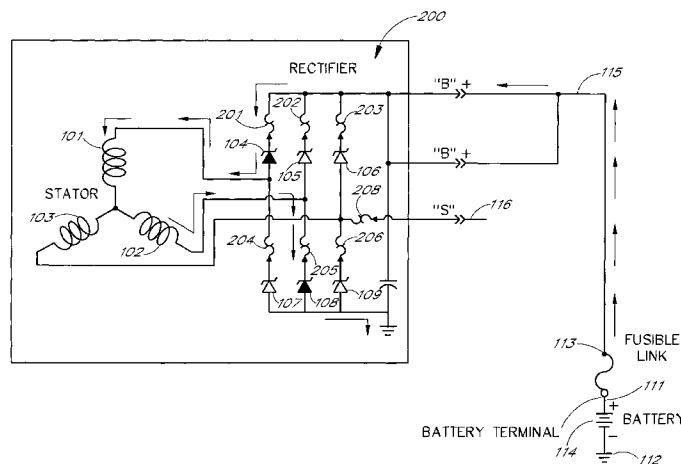 200
RECTIFIER
"B" +
115
201
202
203
101
104
105
106
"B" +
STATOR
208
"S"
116
103
102
204
205
206
107
108
109
113
FUSIBLE
LINK
111
+
BATTERY TERMINAL
114
BATTERY
−
112